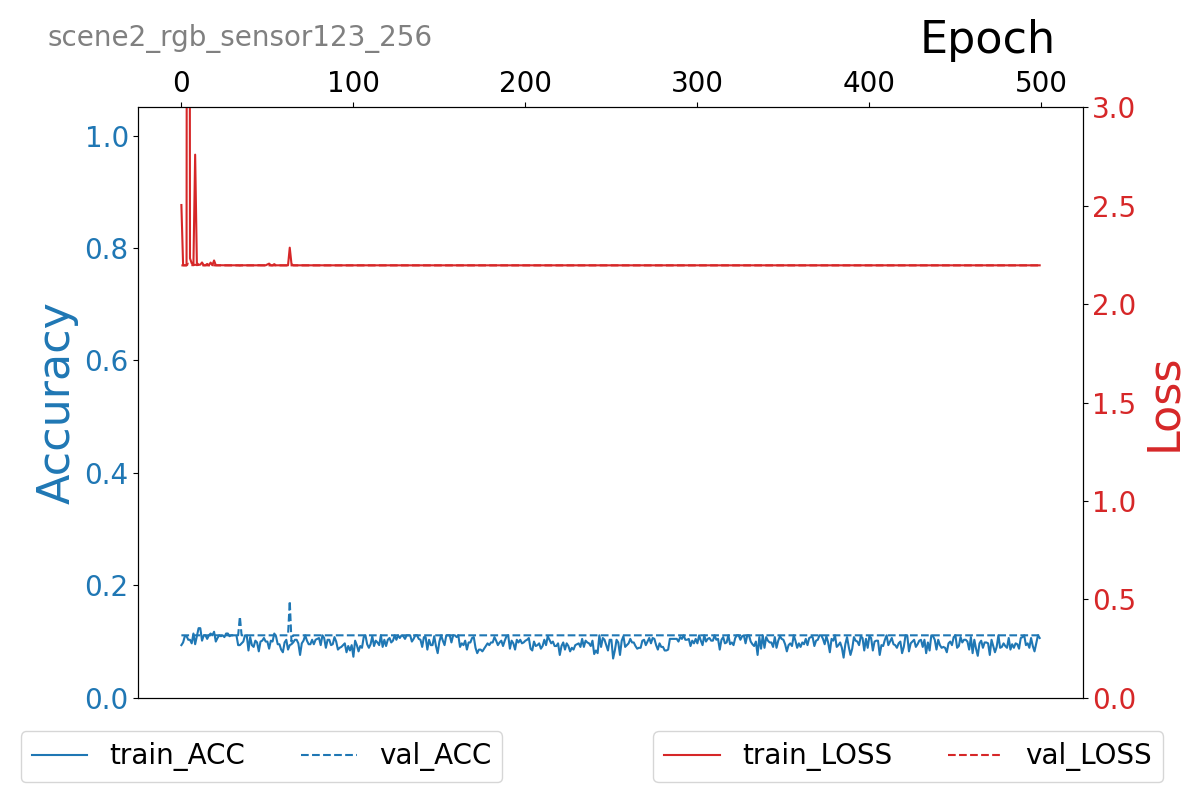 scene2_rgb_sensor123_256
Epoch
0 100 200 300 400 500
Accuracy
1.0
0.8
0.6
0.4
0.2
0.0
3.0
2.5
2.0
1.5
1.0
0.5
0.0
Loss
train_ACC val_ACC
train_LOSS val_LOSS